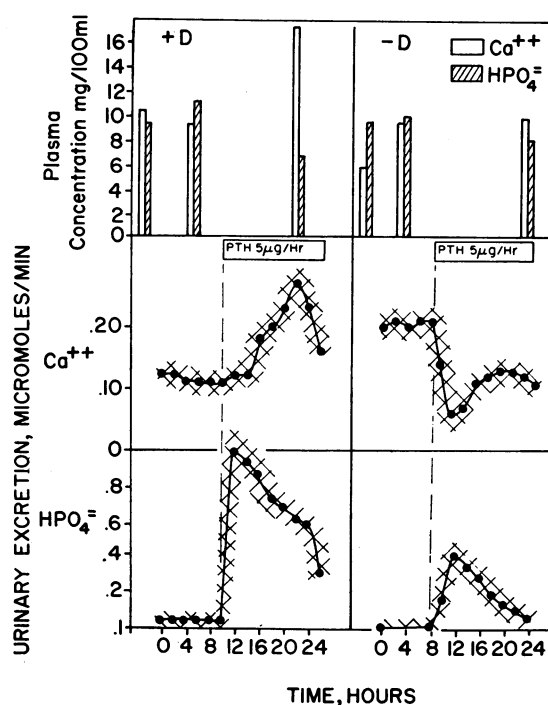 +D
-D
Ca++
HPO4=
Plasma
Concentration mg/100ml
16
14
12
10
8
6
4
2
0
PTH 5μg/Hr
PTH 5μg/Hr
URINARY EXCRETION, MICROMOLES/MIN
Ca++
.20
.10
0
HPO4=
.8
.6
.4
.2
.1
0 4 8 12 16 20 24
0 4 8 12 16 20 24
TIME, HOURS